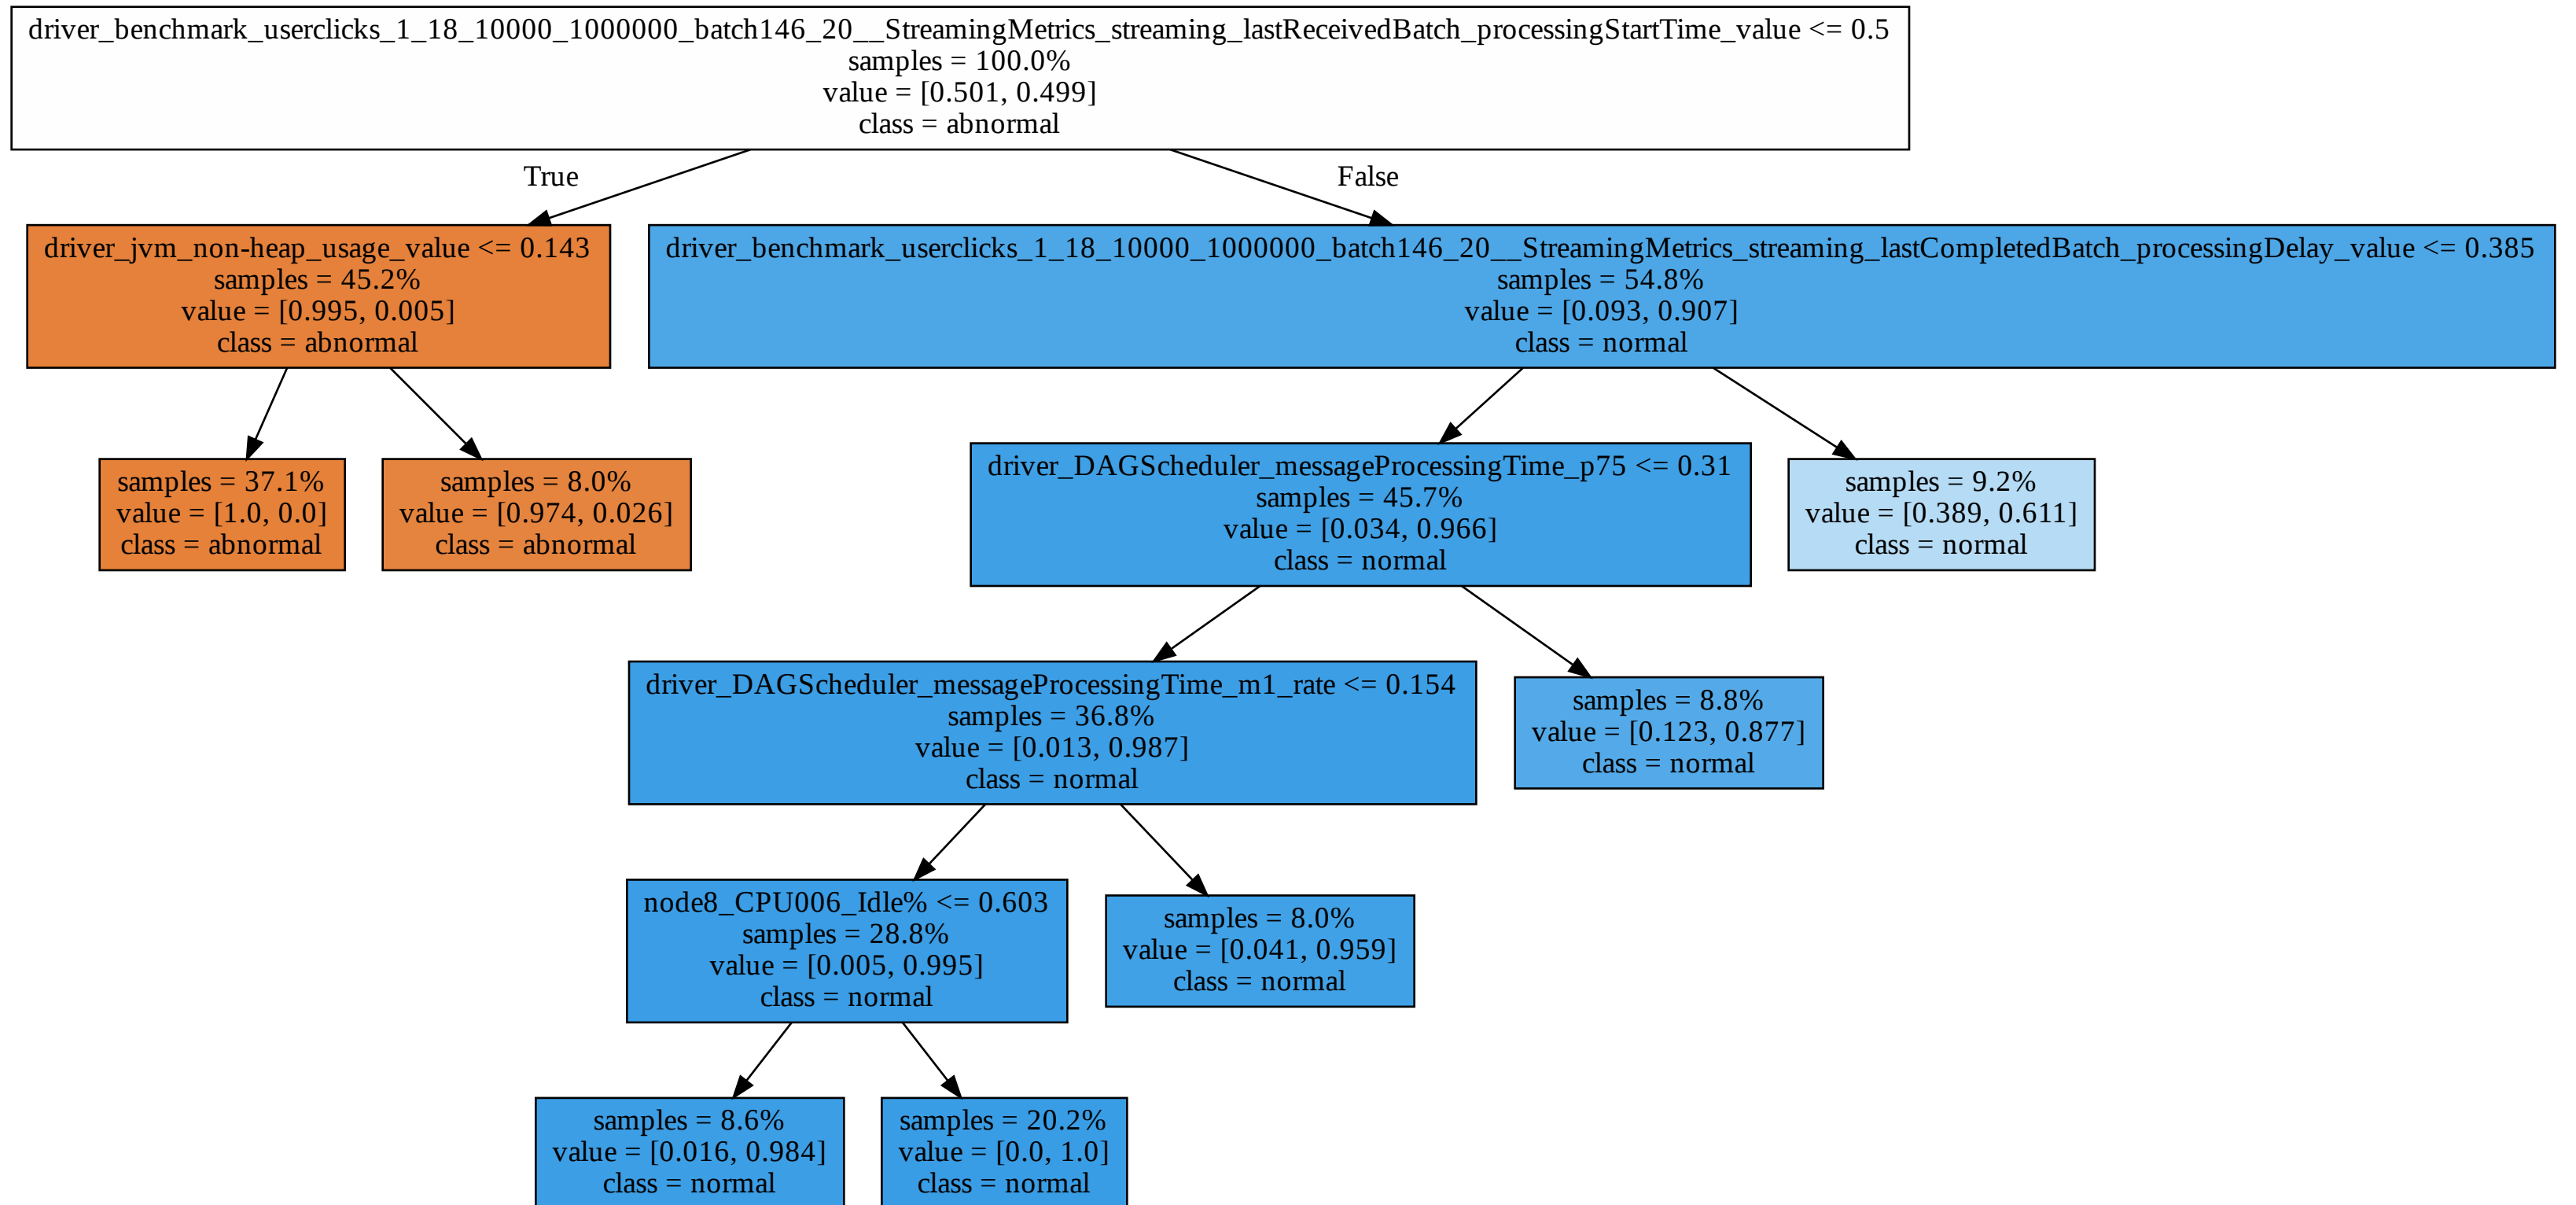 driver_benchmark_userclicks_1_18_10000_1000000_batch146_20__StreamingMetrics_streaming_lastReceivedBatch_processingStartTime_value <= 0.5
samples = 100.0%
value = [0.501, 0.499]
class = abnormal
True
False
driver_jvm_non-heap_usage_value <= 0.143
samples = 45.2%
value = [0.995, 0.005]
class = abnormal
driver_benchmark_userclicks_1_18_10000_1000000_batch146_20__StreamingMetrics_streaming_lastCompletedBatch_processingDelay_value <= 0.385
samples = 54.8%
value = [0.093, 0.907]
class = normal
samples = 37.1%
value = [1.0, 0.0]
class = abnormal
samples = 8.0%
value = [0.974, 0.026]
class = abnormal
driver_DAGScheduler_messageProcessingTime_p75 <= 0.31
samples = 45.7%
value = [0.034, 0.966]
class = normal
samples = 9.2%
value = [0.389, 0.611]
class = normal
driver_DAGScheduler_messageProcessingTime_m1_rate <= 0.154
samples = 36.8%
value = [0.013, 0.987]
class = normal
samples = 8.8%
value = [0.123, 0.877]
class = normal
node8_CPU006_Idle% <= 0.603
samples = 28.8%
value = [0.005, 0.995]
class = normal
samples = 8.0%
value = [0.041, 0.959]
class = normal
samples = 8.6%
value = [0.016, 0.984]
class = normal
samples = 20.2%
value = [0.0, 1.0]
class = normal